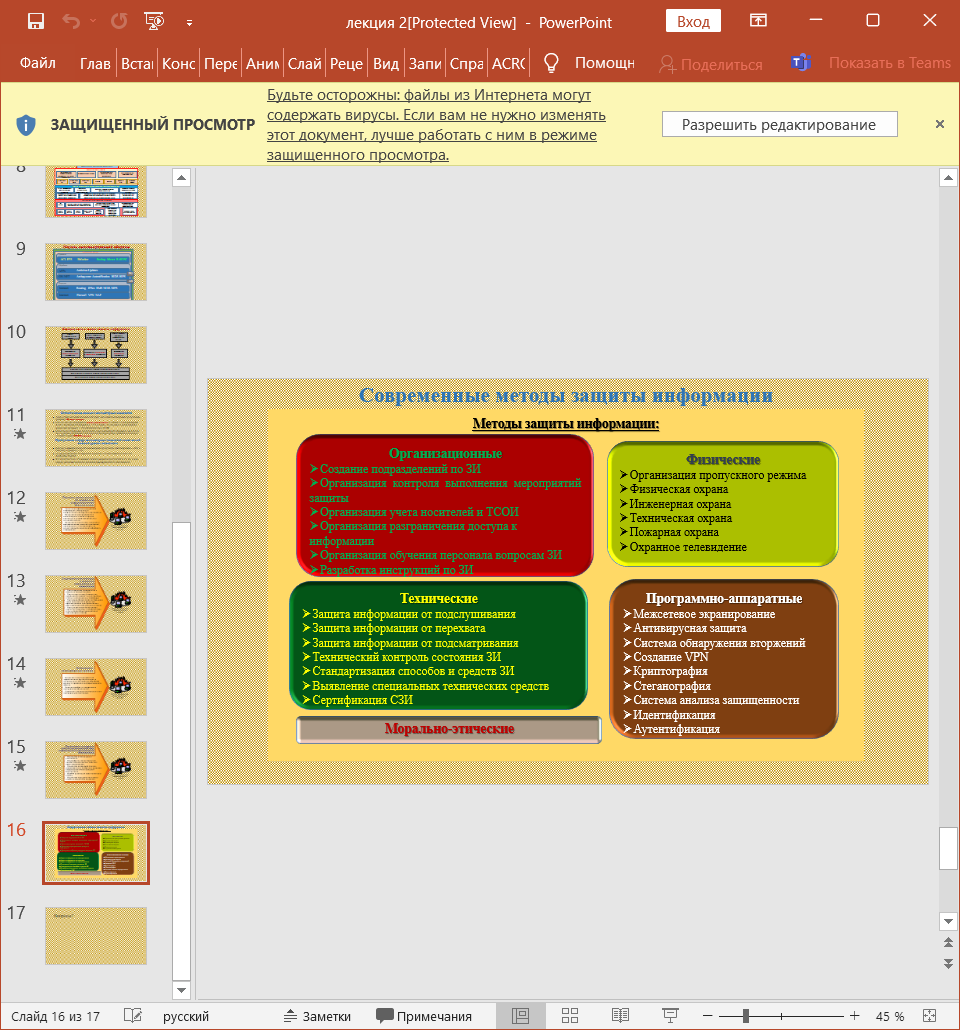 лекция 2[Protected View] - PowerPoint
Вход
Файл
Глав
Встаı
Конс
Пере
Аним
Слай
Реце
Вид
Запи
Спра
ACRO
Помощн
Поделиться
Показать в Teams
ЗАЩИЩЕННЫЙ ПРОСМОТР
Будьте осторожны: файлы из Интернета могут
содержать вирусы. Если вам не нужно изменять
этот документ, лучше работать с ним в режиме
защищенного просмотра.
Разрешить редактирование
8
9
10
11
12
13
14
15
16
17
Современные методы защиты информации
Методы защиты информации:
Организационные
Создание подразделений по ЗИ
Организация контроля выполнения мероприятий
защиты
Организация учета носителей и ТСОИ
Организация разграничения доступа к
информации
Организация обучения персонала вопросам ЗИ
Разработка инструкций по ЗИ
Физические
Организация пропускного режима
Физическая охрана
Инженерная охрана
Техническая охрана
Пожарная охрана
Охранное телевидение
Технические
Защита информации от подслушивания
Защита информации от перехвата
Защита информации от подсматривания
Технический контроль состояния ЗИ
Стандартизация способов и средств ЗИ
Выявление специальных технических средств
Сертификация СЗИ
Программно-аппаратные
Межсетевое экранирование
Антивирусная защита
Система обнаружения вторжений
Создание VPN
Криптография
Стеганография
Система анализа защищенности
Идентификация
Аутентификация
Морально-этические
Слайд 16 из 17
русский
Заметки
Примечания
45 %